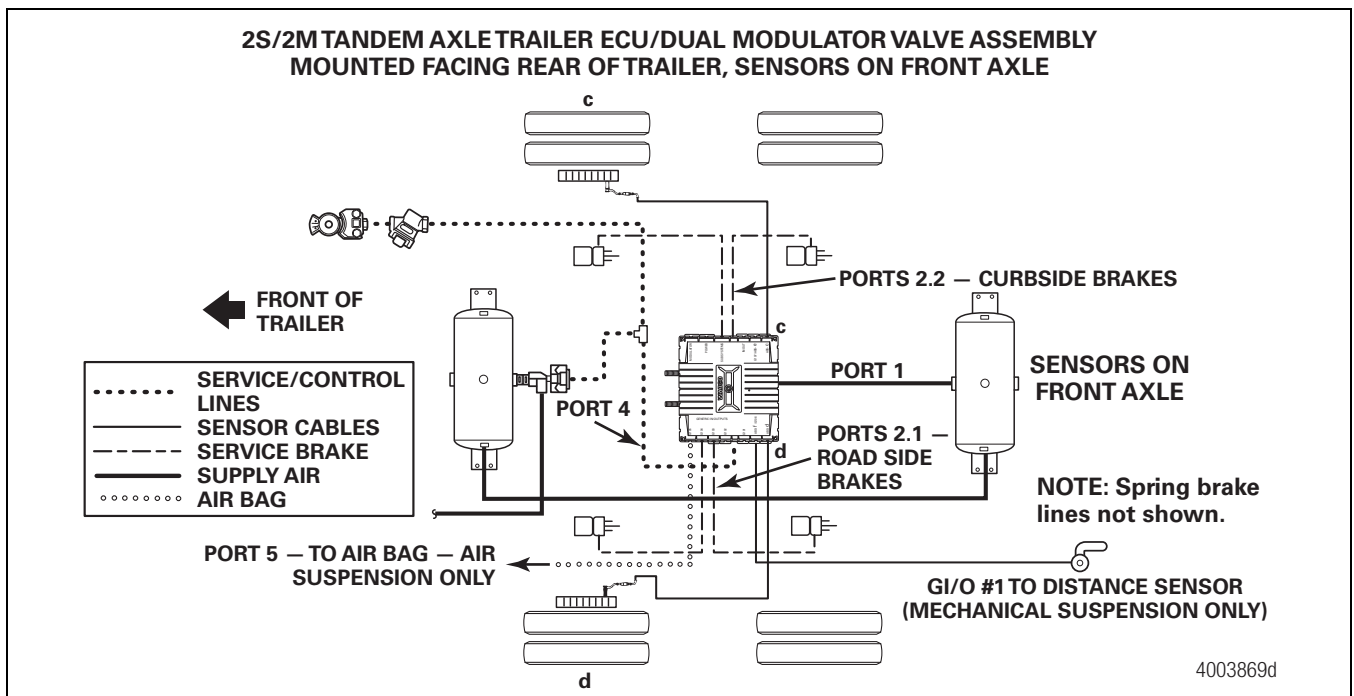 2S/2M TANDEM AXLE TRAILER ECU/DUAL MODULATOR VALVE ASSEMBLY
MOUNTED FACING REAR OF TRAILER, SENSORS ON FRONT AXLE
c
PORTS 2.2 — CURBSIDE BRAKES
FRONT OF
TRAILER
c
SERVICE/CONTROL
LINES
SENSOR CABLES
SERVICE BRAKE
SUPPLY AIR
AIR BAG
PORT 4
PORT 1
SENSORS ON
FRONT AXLE
d
PORTS 2.1 —
ROAD SIDE
BRAKES
NOTE: Spring brake
lines not shown.
PORT 5 — TO AIR BAG — AIR
SUSPENSION ONLY
GI/O #1 TO DISTANCE SENSOR
(MECHANICAL SUSPENSION ONLY)
d
4003869d